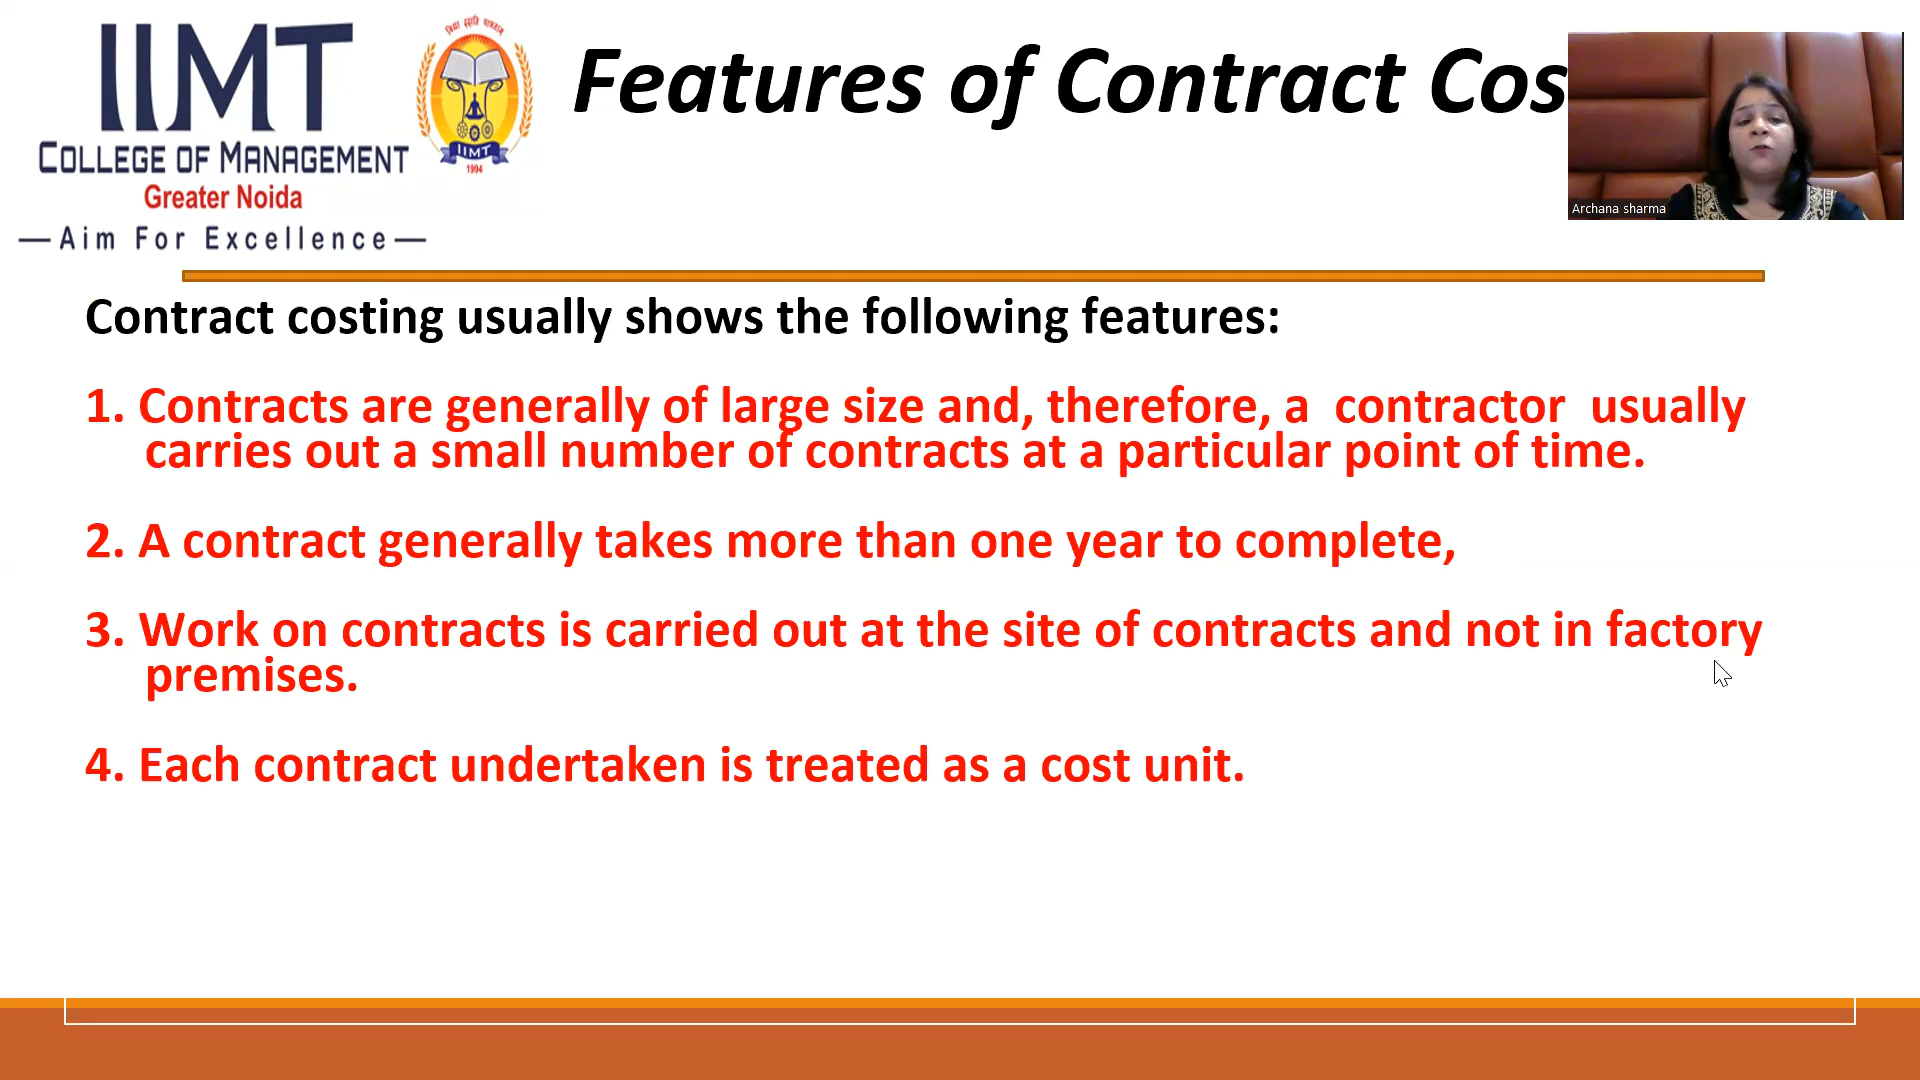 IIMT
COLLEGE OF MANAGEMENT
Greater Noida
—Aim For Excellence—
IIMT
1994
Features of Contract Cos
Archana sharma
Contract costing usually shows the following features:
1. Contracts are generally of large size and, therefore, a contractor usually
carries out a small number of contracts at a particular point of time.
2. A contract generally takes more than one year to complete,
3. Work on contracts is carried out at the site of contracts and not in factory
premises.
4. Each contract undertaken is treated as a cost unit.